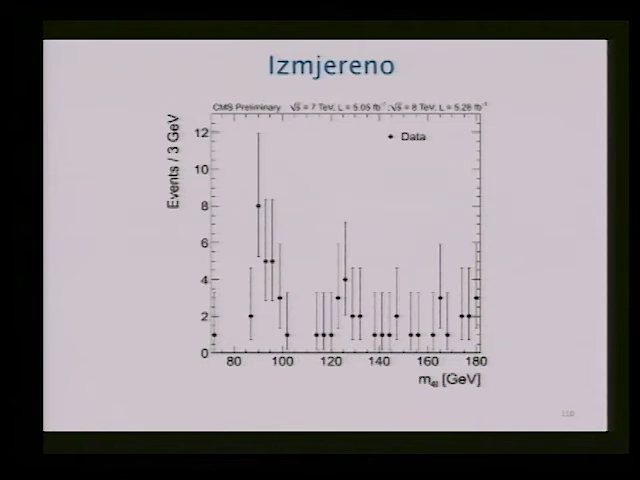 Izmjereno
CMS Preliminary √s = 7 TeV, L = 5.05 fb⁻¹; √s = 8 TeV, L = 5.26 fb⁻¹
Events / 3 GeV
Data
12
10
8
6
4
2
0
80 100 120 140 160 180
m4l [GeV]